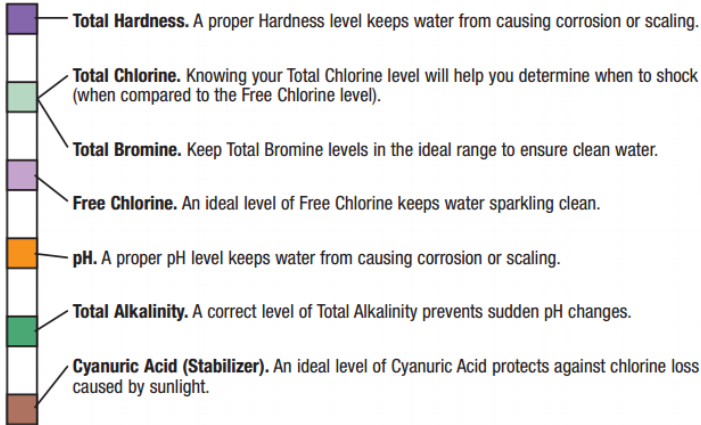 Total Hardness. A proper Hardness level keeps water from causing corrosion or scaling.
Total Chlorine. Knowing your Total Chlorine level will help you determine when to shock
(when compared to the Free Chlorine level).
Total Bromine. Keep Total Bromine levels in the ideal range to ensure clean water.
Free Chlorine. An ideal level of Free Chlorine keeps water sparkling clean.
pH. A proper pH level keeps water from causing corrosion or scaling.
Total Alkalinity. A correct level of Total Alkalinity prevents sudden pH changes.
Cyanuric Acid (Stabilizer). An ideal level of Cyanuric Acid protects against chlorine loss
caused by sunlight.